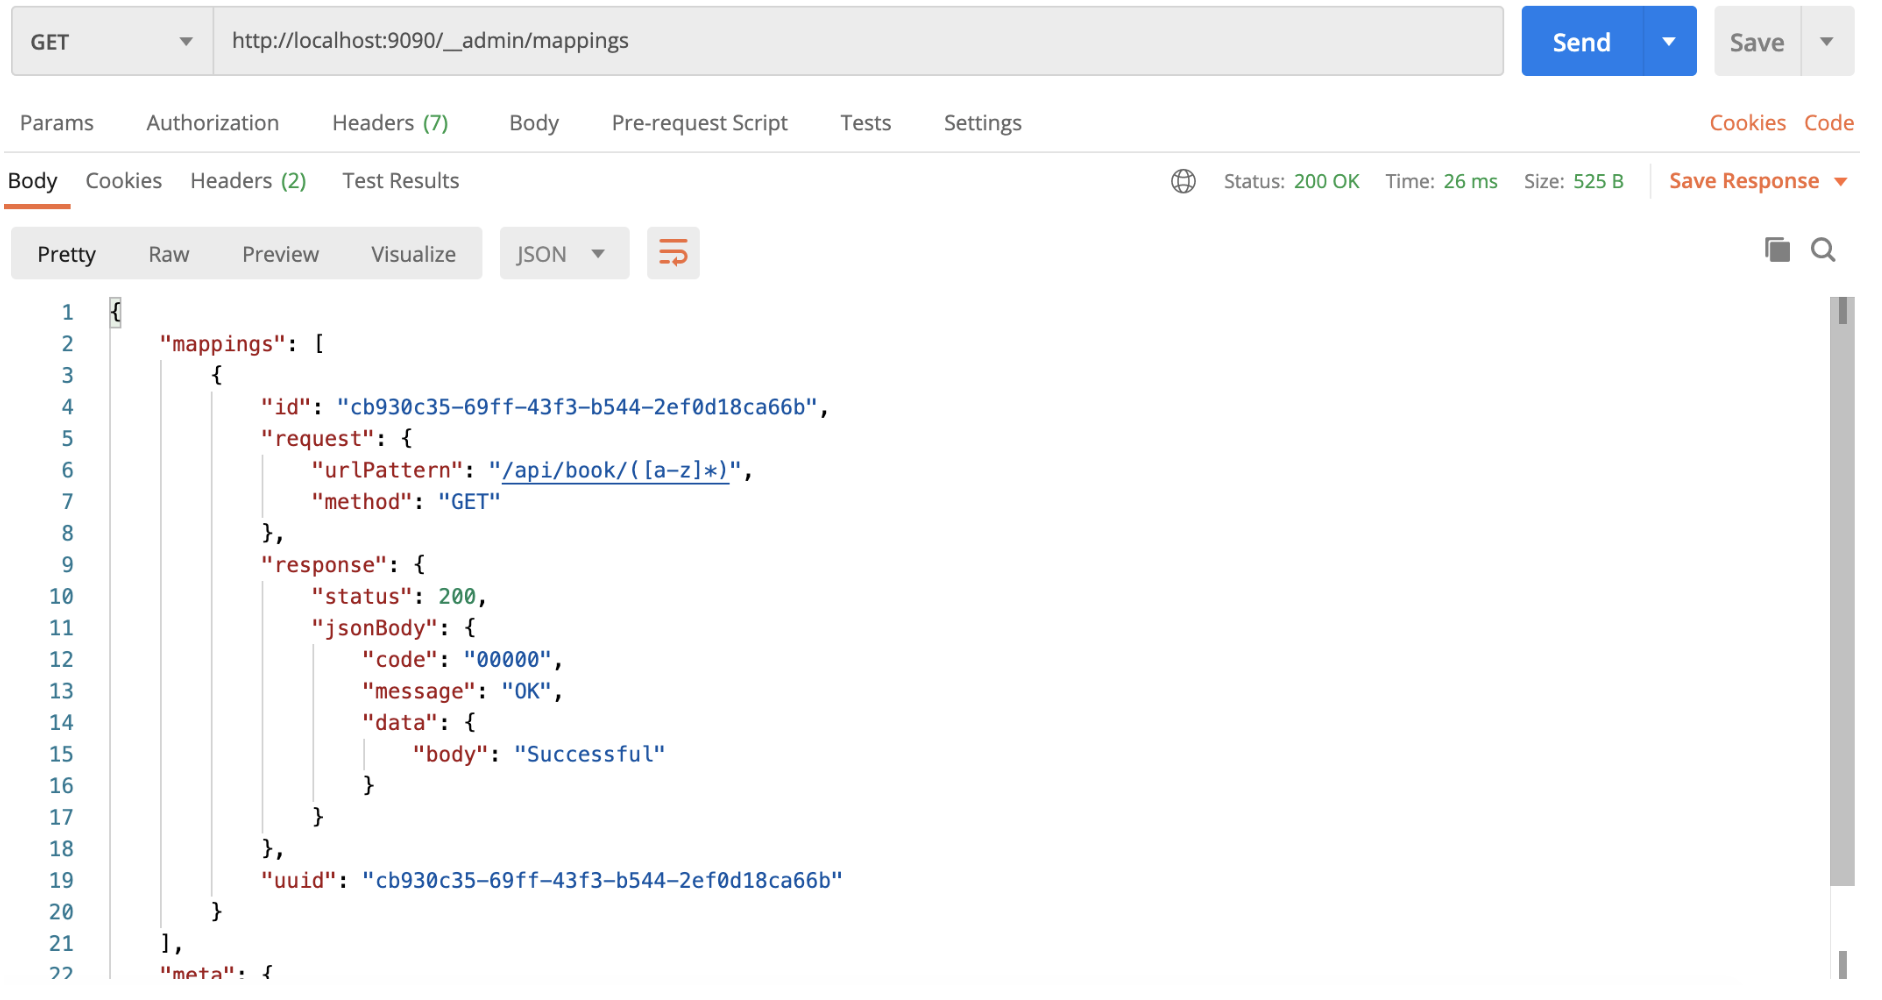 GET http://localhost:9090/__admin/mappings Send Save
Params Authorization Headers (7) Body Pre-request Script Tests Settings Cookies Code
Body Cookies Headers (2) Test Results Status: 200 OK Time: 26 ms Size: 525 B Save Response
Pretty Raw Preview Visualize JSON
1 {
2 "mappings": [
3 {
4 "id": "cb930c35-69ff-43f3-b544-2ef0d18ca66b",
5 "request": {
6 "urlPattern": "/api/book/([a-z]*)",
7 "method": "GET"
8 },
9 "response": {
10 "status": 200,
11 "jsonBody": {
12 "code": "00000",
13 "message": "OK",
14 "data": {
15 "body": "Successful"
16 }
17 }
18 },
19 "uuid": "cb930c35-69ff-43f3-b544-2ef0d18ca66b"
20 }
21 ],
22 "meta": {